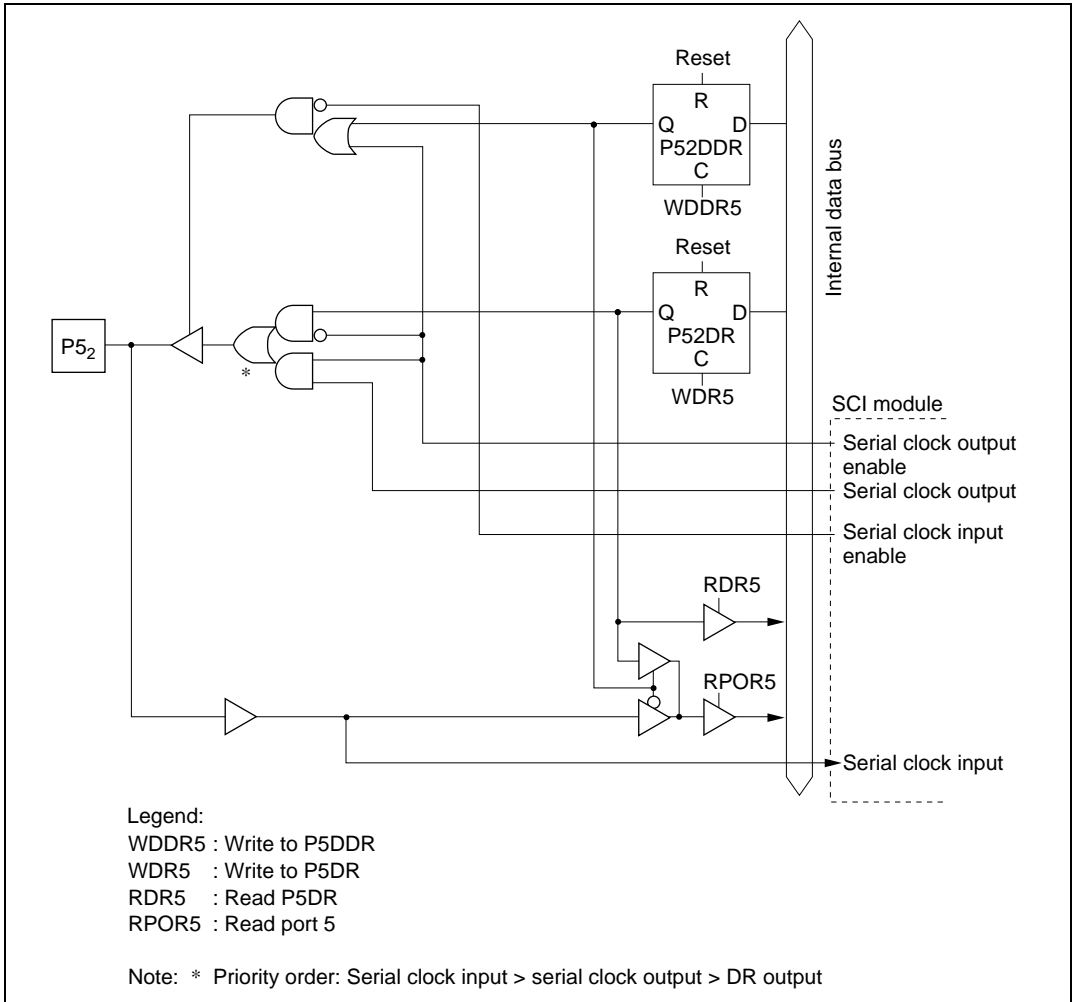 Reset
R
Q D
P52DDR
C
WDDR5
Reset
R
Q D
P52DR
C
WDR5
Internal data bus
P5₂
*
SCI module
Serial clock output
enable
Serial clock output
Serial clock input
enable
RDR5
RPOR5
Serial clock input
Legend:
WDDR5 : Write to P5DDR
WDR5 : Write to P5DR
RDR5 : Read P5DR
RPOR5 : Read port 5
Note: * Priority order: Serial clock input > serial clock output > DR output